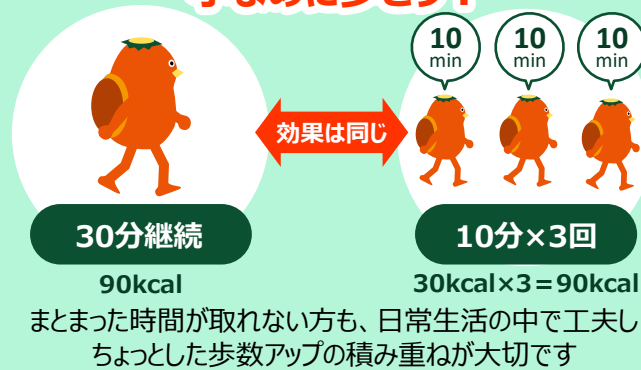 10
min
10
min
10
min
効果は同じ
30分継続
10分×3回
90kcal
30kcal×3=90kcal
まとまった時間が取れない方も、日常生活の中で工夫し
ちょっとした歩数アップの積み重ねが大切です